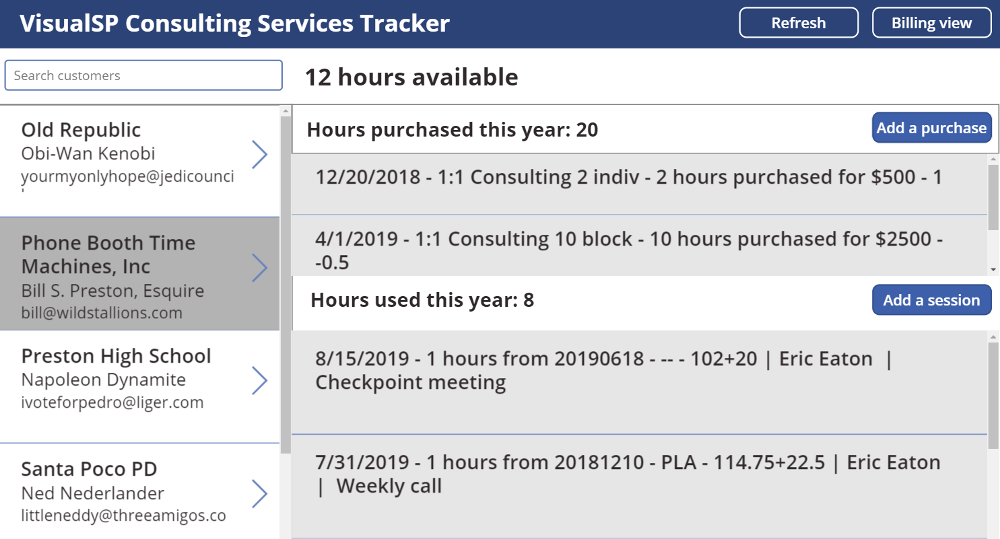 VisualSP Consulting Services Tracker
Refresh
Billing view
Search customers
12 hours available
Old Republic
Obi-Wan Kenobi
yourmyonlyhope@jedicounci
Phone Booth Time
Machines, Inc
Bill S. Preston, Esquire
bill@wildstallions.com
Preston High School
Napoleon Dynamite
ivoteforpedro@liger.com
Santa Poco PD
Ned Nederlander
littleneddy@threeamigos.co
Hours purchased this year: 20
Add a purchase
12/20/2018 - 1:1 Consulting 2 indiv - 2 hours purchased for $500 - 1
4/1/2019 - 1:1 Consulting 10 block - 10 hours purchased for $2500 -
-0.5
Hours used this year: 8
Add a session
8/15/2019 - 1 hours from 20190618 - -- - 102+20 | Eric Eaton |
Checkpoint meeting
7/31/2019 - 1 hours from 20181210 - PLA - 114.75+22.5 | Eric Eaton
| Weekly call